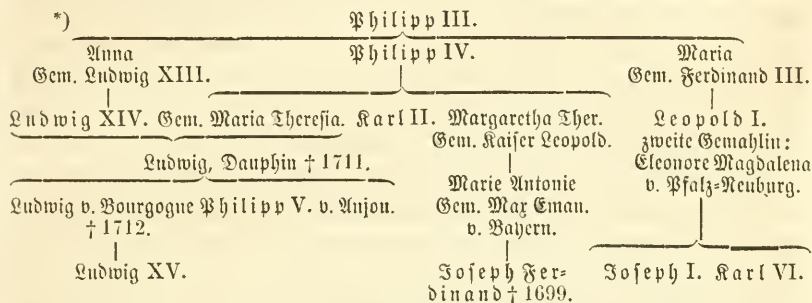 *) Philipp III.
Anna Philipp IV. Maria
Gem. Ludwig XIII. Gem. Ferdinand III.
Ludwig XIV. Gem. Maria Theresia. Karl II. Margaretha Ther. Leopold I.
Gem. Kaiser Leopold. zweite Gemahlin:
Ludwig, Dauphin † 1711. Eleonore Magdalena
Marie Antonie v. Pfalz=Neuburg.
Ludwig v. Bourgogne Philipp V. v. Anjou. Gem. Max Eman.
† 1712. v. Bayern.
Ludwig XV. Joseph Fer= Joseph I. Karl VI.
dinand † 1699.